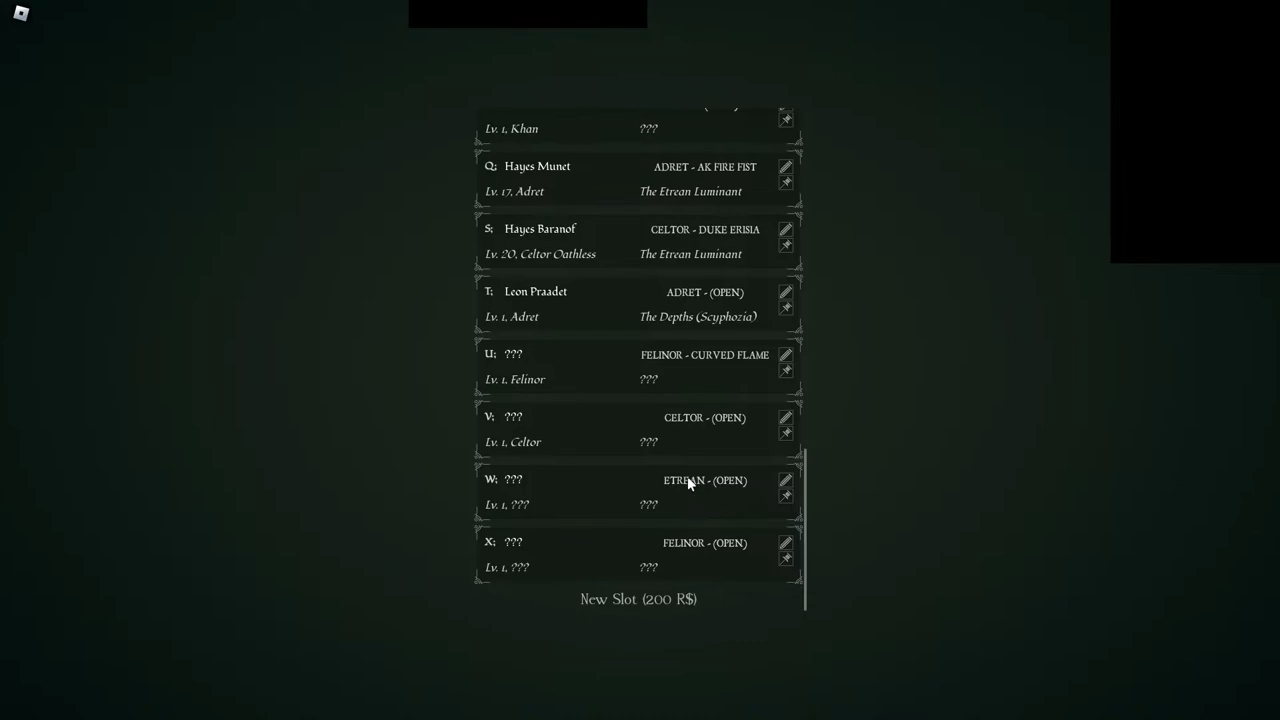 Lv. 1, Khan ???
Q; Hayes Munet ADRET - AK FIRE FIST
Lv. 17, Adret The Etrean Luminant
S; Hayes Baranof CELTOR - DUKE ERISIA
Lv. 20, Celtor Oathless The Etrean Luminant
T; Leon Praadet ADRET - (OPEN)
Lv. 1, Adret The Depths (Scyphozia)
U; ??? FELINOR - CURVED FLAME
Lv. 1, Felinor ???
V; ??? CELTOR - (OPEN)
Lv. 1, Celtor ???
W; ??? ETREAN - (OPEN)
Lv. 1, ??? ???
X; ??? FELINOR - (OPEN)
Lv. 1, ??? ???
New Slot (200 R$)